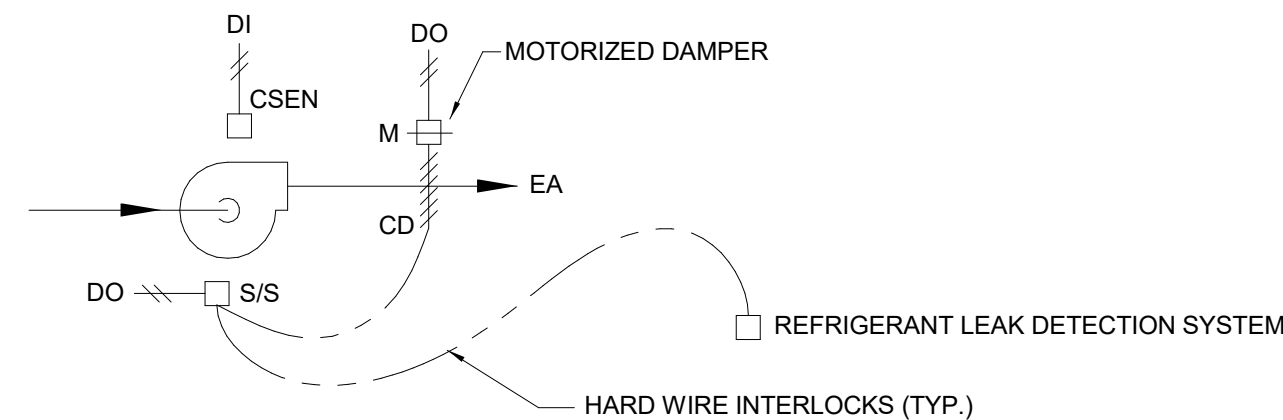 DI
DO
MOTORIZED DAMPER
CSEN
M
EA
CD
DO
S/S
REFRIGERANT LEAK DETECTION SYSTEM
HARD WIRE INTERLOCKS (TYP.)